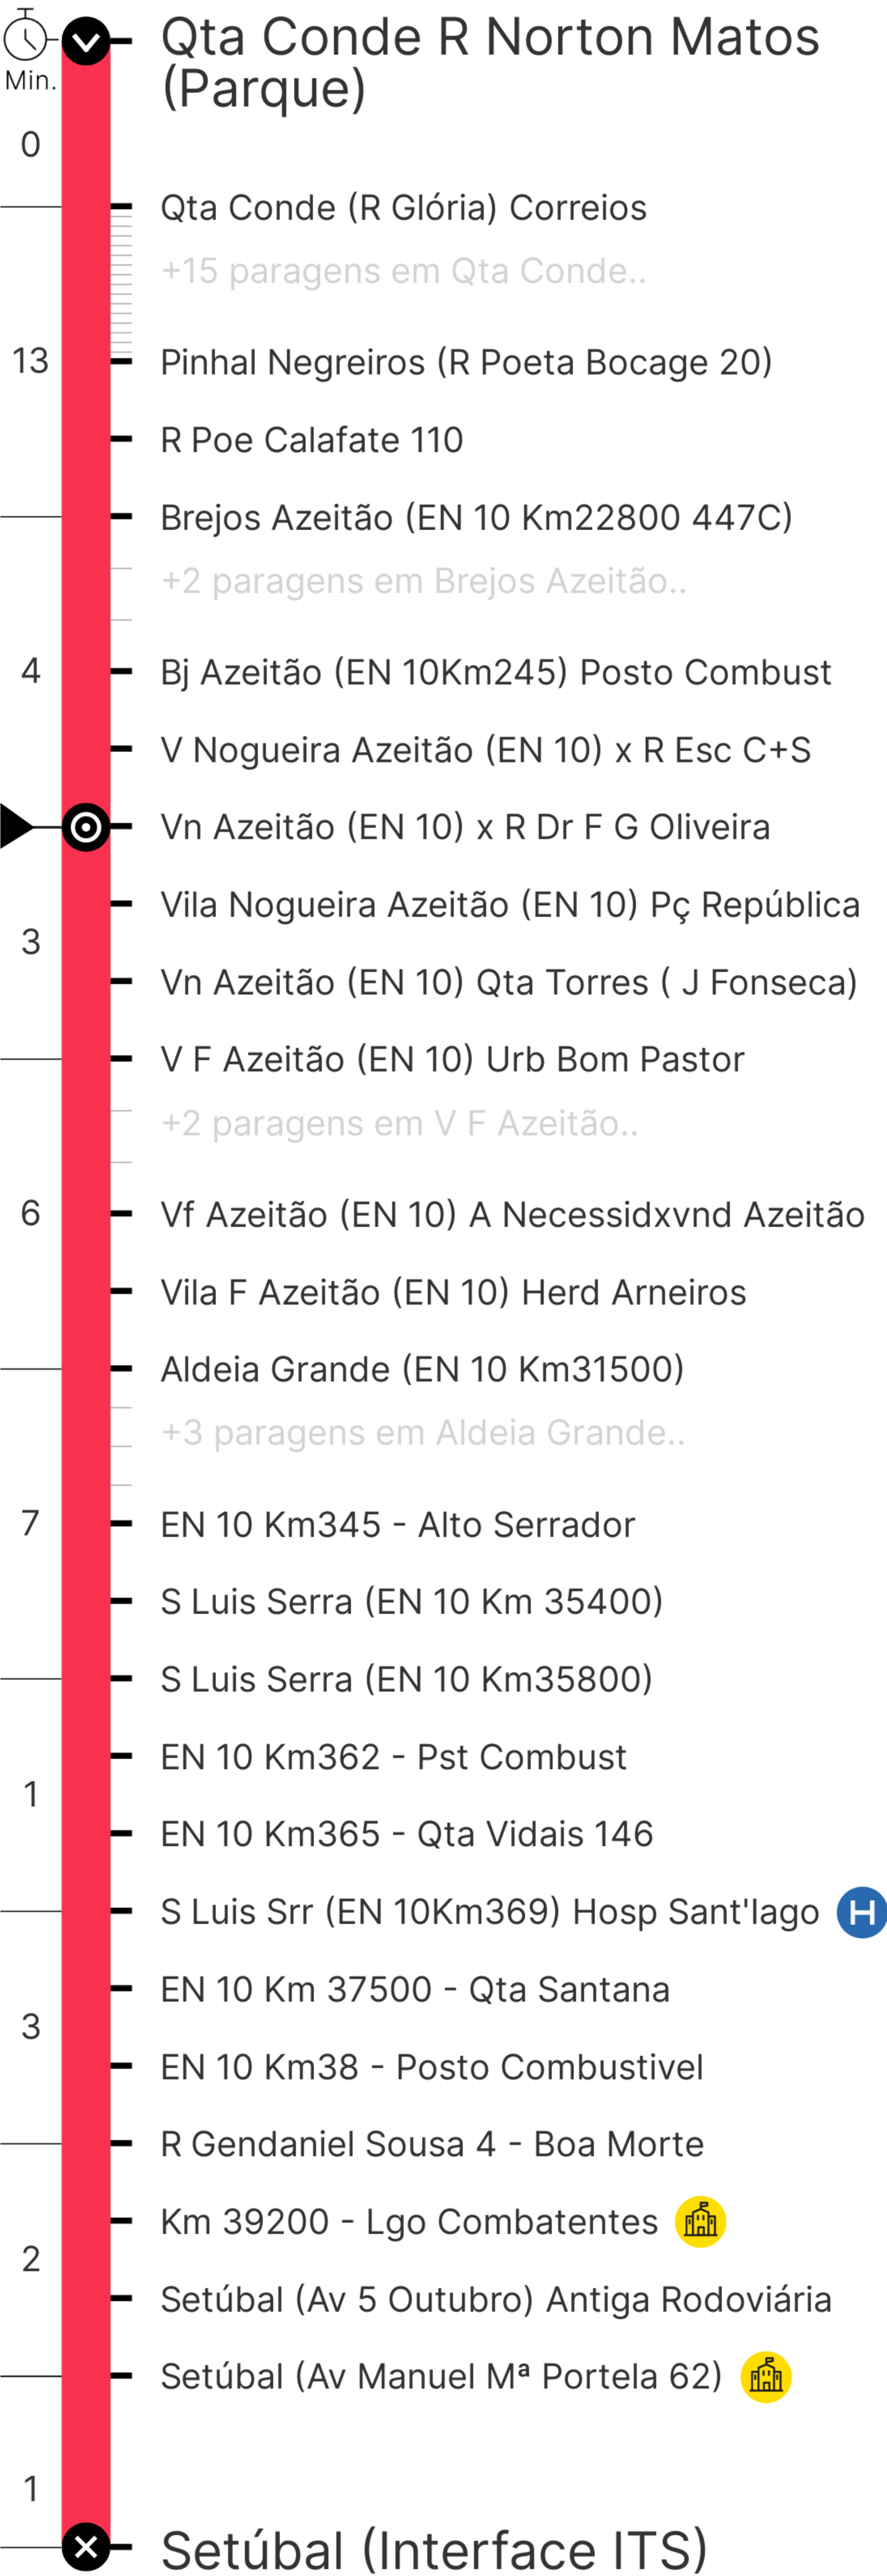 Qta Conde R Norton Matos
(Parque)
Min.
0
Qta Conde (R Glória) Correios
+15 paragens em Qta Conde..
13
Pinhal Negreiros (R Poeta Bocage 20)
R Poe Calafate 110
Brejos Azeitão (EN 10 Km22800 447C)
+2 paragens em Brejos Azeitão..
4
Bj Azeitão (EN 10Km245) Posto Combust
V Nogueira Azeitão (EN 10) x R Esc C+S
Vn Azeitão (EN 10) x R Dr F G Oliveira
Vila Nogueira Azeitão (EN 10) Pç República
3
Vn Azeitão (EN 10) Qta Torres ( J Fonseca)
V F Azeitão (EN 10) Urb Bom Pastor
+2 paragens em V F Azeitão..
6
Vf Azeitão (EN 10) A Necessidxvnd Azeitão
Vila F Azeitão (EN 10) Herd Arneiros
Aldeia Grande (EN 10 Km31500)
+3 paragens em Aldeia Grande..
7
EN 10 Km345 - Alto Serrador
S Luis Serra (EN 10 Km 35400)
S Luis Serra (EN 10 Km35800)
EN 10 Km362 - Pst Combust
1
EN 10 Km365 - Qta Vidais 146
S Luis Srr (EN 10Km369) Hosp Sant'Iago H
EN 10 Km 37500 - Qta Santana
3
EN 10 Km38 - Posto Combustivel
R Gendaniel Sousa 4 - Boa Morte
Km 39200 - Lgo Combatentes
2
Setúbal (Av 5 Outubro) Antiga Rodoviária
Setúbal (Av Manuel Mª Portela 62)
1
Setúbal (Interface ITS)